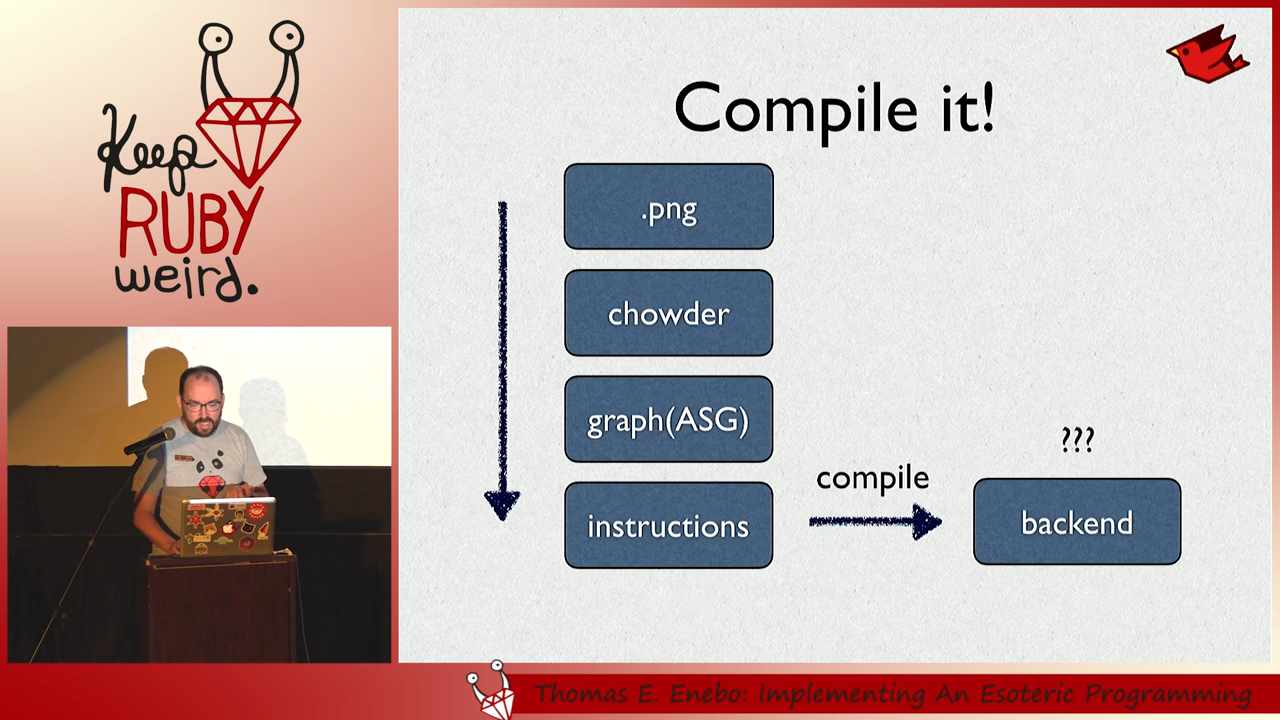 Keep
RUBY
weird.
Compile it!
.png
chowder
graph(ASG)
instructions
compile
???
backend
Thomas E. Enebo: Implementing An Esoteric Programming